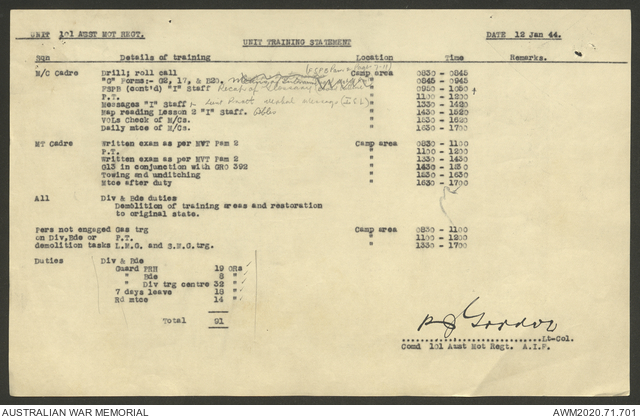 UNIT 101 AUST MOT REGT. DATE 12 Jan 44.
UNIT TRAINING STATEMENT
Sqn Details of training Location Time Remarks.
M/C Cadre Drill; roll call Camp area 0830 - 0845
"G" Forms:- G2, 17, & B20. " 0845 - 0945
FSPB (cont'd) "I" Staff " 0950 - 1050
P.T. " 1100 - 1200
Messages "I" Staff :- " 1330 - 1420
Map reading Lesson 2 "I" Staff. " 1430 - 1520
VOLs Check of M/Cs. " 1530 - 1620
Daily mtce of M/Cs. " 1630 - 1700
MT Cadre Written exam as per MVT Pam 2 Camp area 0830 - 1100
P.T. " 1100 - 1200
Written exam as per MVT Pam 2 " 1330 - 1430
G13 in conjunction with GRO 392 " 1430 - 1530
Towing and unditching " 1530 - 1630
Mtce after duty " 1630 - 1700
All Div & Bde duties
Demolition of training areas and restoration
to original state.
Pers not engaged Gas trg Camp area 0830 - 1100
on Div, Bde or P.T. " 1100 - 1200
demolition tasks L.M.G. and S.M.G. trg. " 1330 - 1700
Duties Div & Bde
Guard PHH 19 ORs
" Bde 8 "
" Div trg centre 32 "
7 days leave 18 "
Rd mtce 14 "
Total 91
Lt-Col.
Comd 101 Aust Mot Regt. A.I.F.
AUSTRALIAN WAR MEMORIAL AWM2020.71.701